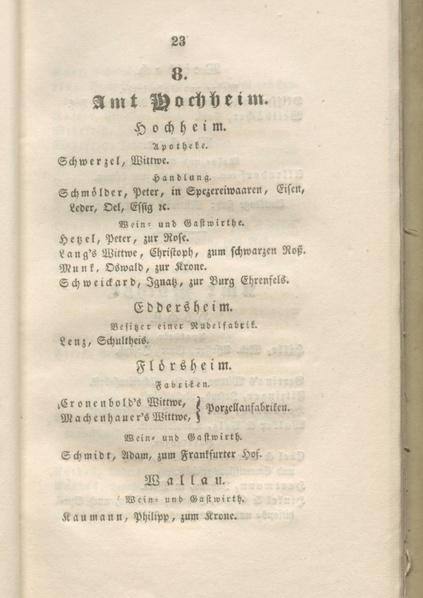 23
8.
Amt Hochheim.
Hochheim.
Apotheke.
Schwerzel, Wittwe.
Handlung.
Schmölder, Peter, in Spezereiwaaren, Eisen,
Leder, Oel, Essig ꝛc.
Wein- und Gastwirthe.
Hetzel, Peter, zur Rose.
Lang's Wittwe, Christoph, zum schwarzen Roß.
Munk, Oswald, zur Krone.
Schweickard, Ignatz, zur Burg Ehrenfels.
Eddersheim.
Besitzer einer Nudelfabrik.
Lenz, Schultheis.
Flörsheim.
Fabriken.
Cronenbold's Wittwe,
Machenhauer's Wittwe, } Porzellanfabriken.
Wein- und Gastwirth.
Schmidt, Adam, zum Frankfurter Hof.
Wallau.
Wein- und Gastwirth.
Kaumann, Philipp, zum Krone.